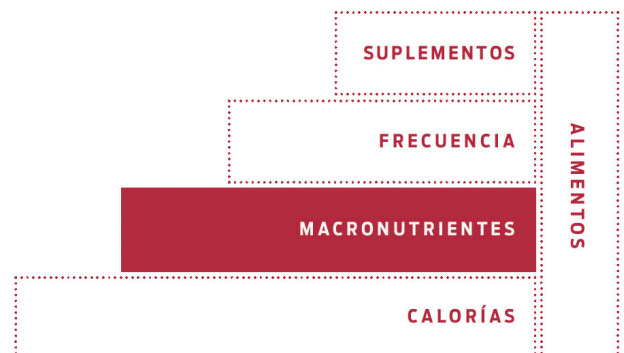 SUPLEMENTOS
FRECUENCIA
MACRONUTRIENTES
CALORÍAS
ALIMENTOS